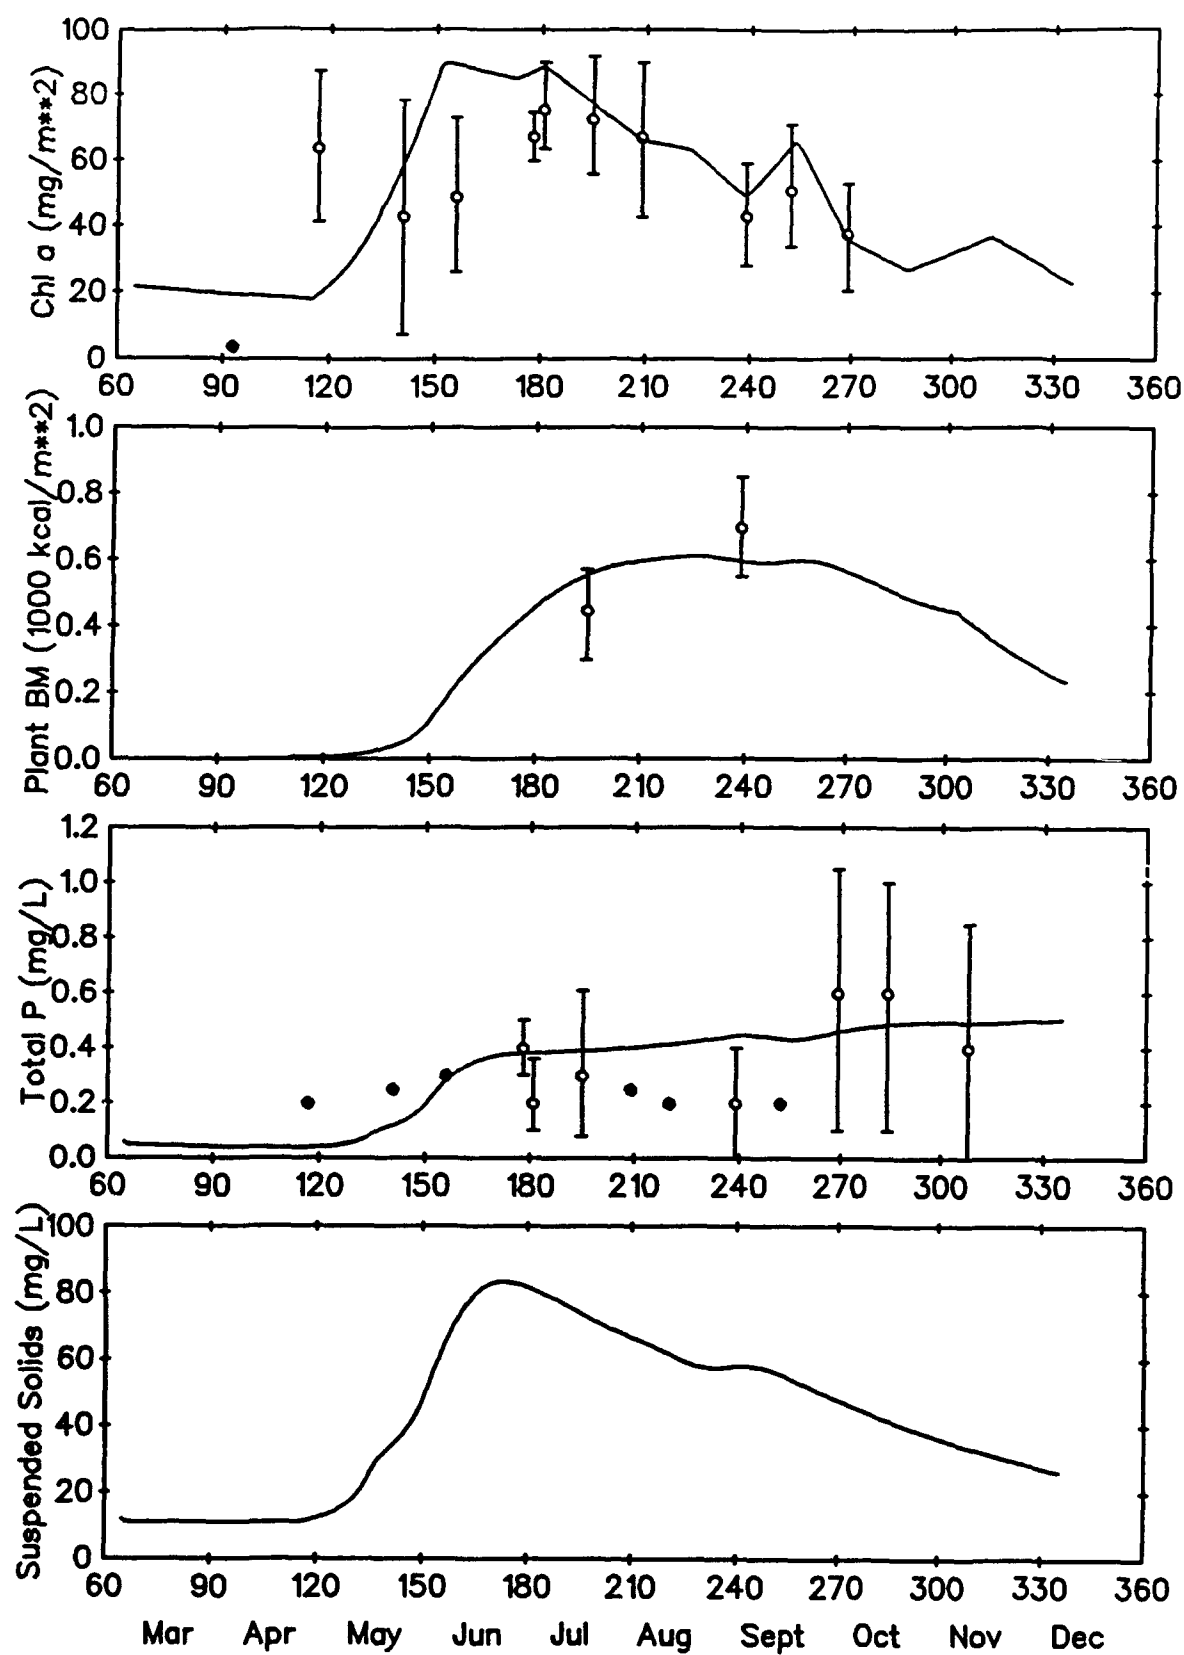 Chl a (mg/m**2)
100
80
60
40
20
0
60 90 120 150 180 210 240 270 300 330 360
Plant BM (1000 kcal/m**2)
1.0
0.8
0.6
0.4
0.2
0.0
60 90 120 150 180 210 240 270 300 330 360
Total P (mg/L)
1.2
1.0
0.8
0.6
0.4
0.2
0.0
60 90 120 150 180 210 240 270 300 330 360
Suspended Solids (mg/L)
100
80
60
40
20
0
60 90 120 150 180 210 240 270 300 330 360
Mar Apr May Jun Jul Aug Sept Oct Nov Dec